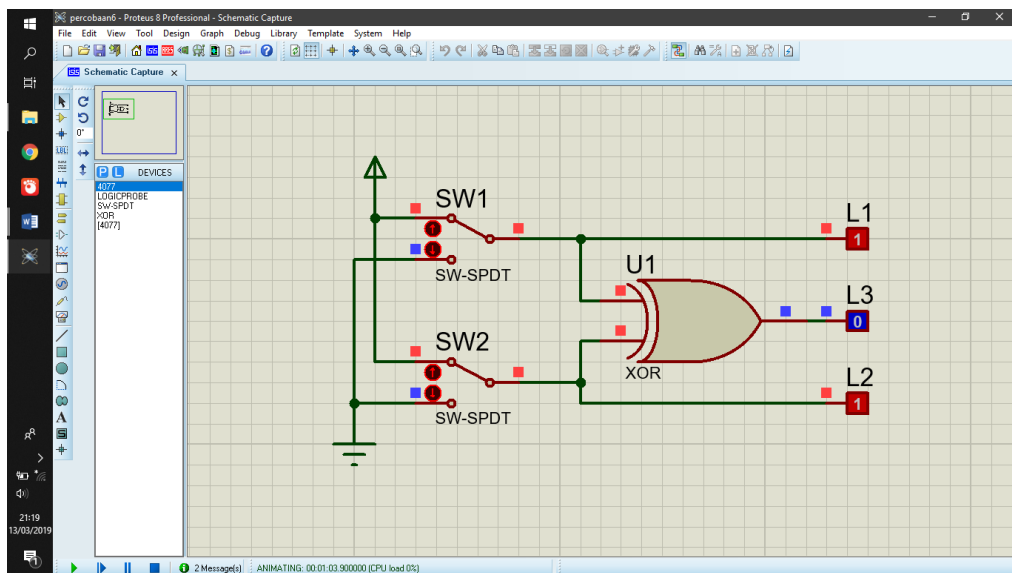 percobaan6 - Proteus 8 Professional - Schematic Capture
File Edit View Tool Design Graph Debug Library Template System Help
Schematic Capture x
0°
P L DEVICES
4077
LOGICPROBE
SW-SPDT
XOR
[4077]
SW1
SW-SPDT
L1
1
U1
XOR
L3
0
SW2
SW-SPDT
L2
1
21:19
13/03/2019
2 Message(s)
ANIMATING: 00:01:03.900000 (CPU load 0%)